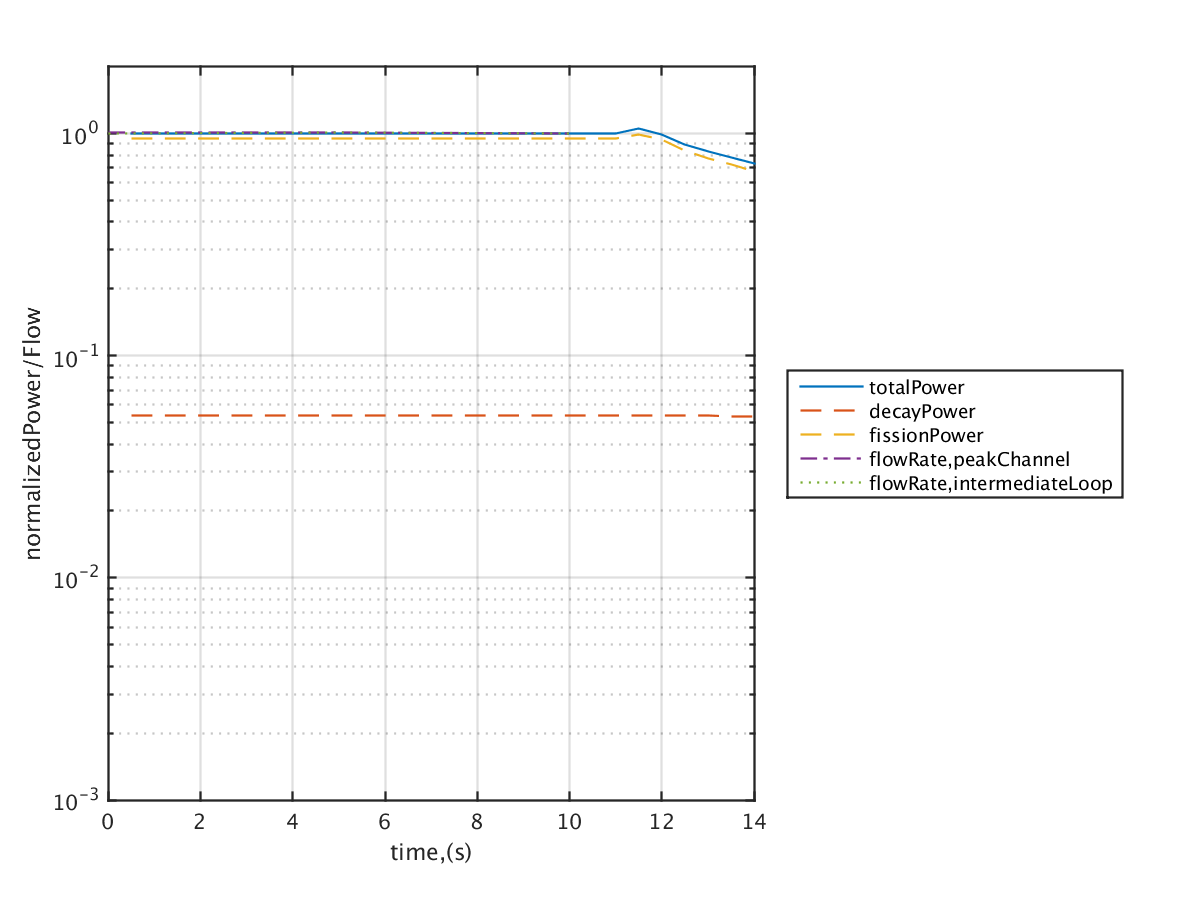 10^0
10^-1
10^-2
10^-3
normalizedPower/Flow
0 2 4 6 8 10 12 14
time,(s)
totalPower
decayPower
fissionPower
flowRate,peakChannel
flowRate,intermediateLoop